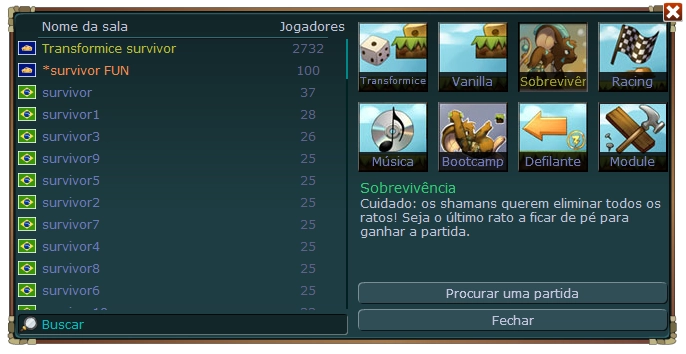 Nome da sala Jogadores
Transformice survivor 2732
*survivor FUN 100
survivor 37
survivor1 28
survivor3 26
survivor9 25
survivor5 25
survivor2 25
survivor7 25
survivor4 25
survivor8 25
survivor6 25
Buscar
Transformice Vanilla Sobrevivên Racing
Música Bootcamp Defilante Module
Sobrevivência
Cuidado: os shamans querem eliminar todos os
ratos! Seja o último rato a ficar de pé para
ganhar a partida.
Procurar uma partida
Fechar